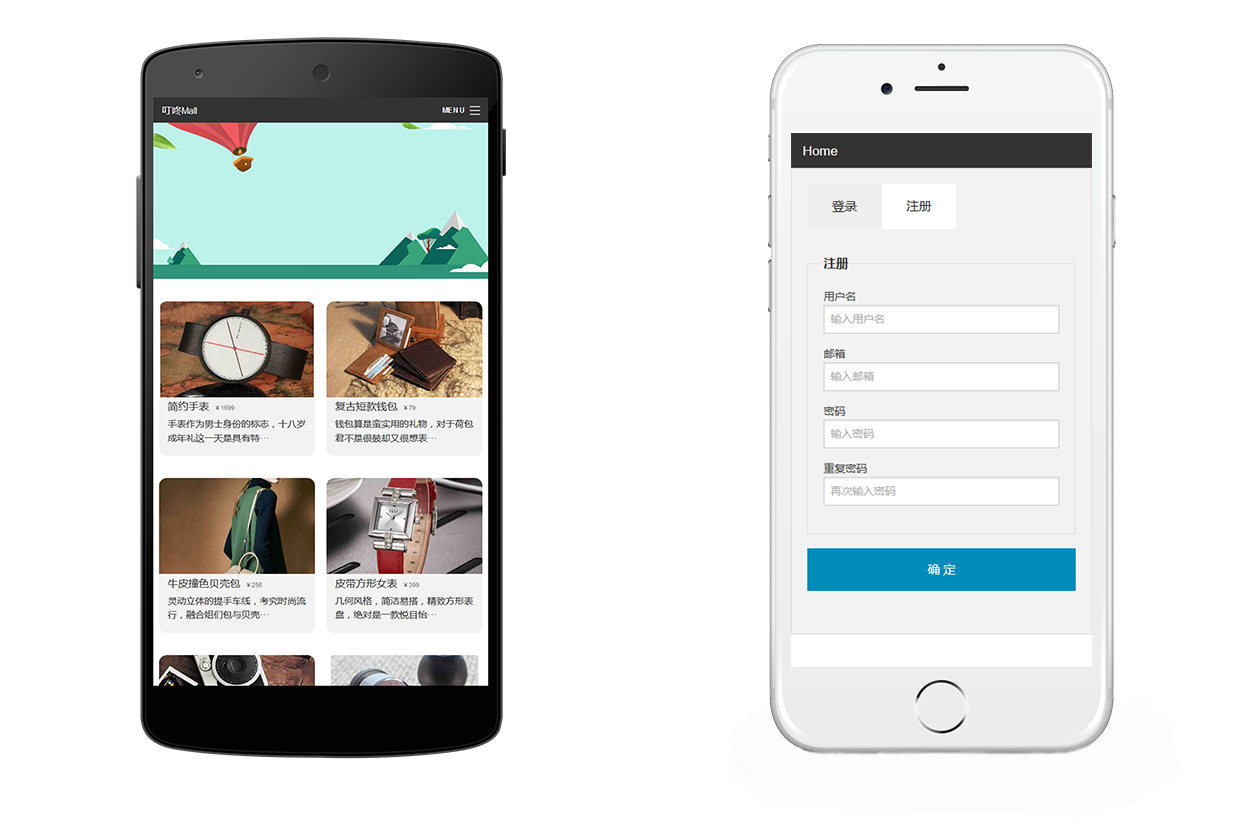 叮咚Mall
MENU
简约手表 ￥1699
手表作为男士身份的标志，十八岁
成年礼这一天是具有特···
复古短款钱包 ￥79
钱包算是蛮实用的礼物，对于荷包
君不是很鼓却又很想表···
牛皮撞色贝壳包 ￥256
灵动立体的提手车线，考究时尚流
行，融合姐们包与贝壳···
皮带方形女表 ￥399
几何风格，简洁易搭，精致方形表
盘，绝对是一款悦目怡···
Home
登录
注册
注册
用户名
输入用户名
邮箱
输入邮箱
密码
输入密码
重复密码
再次输入密码
确 定